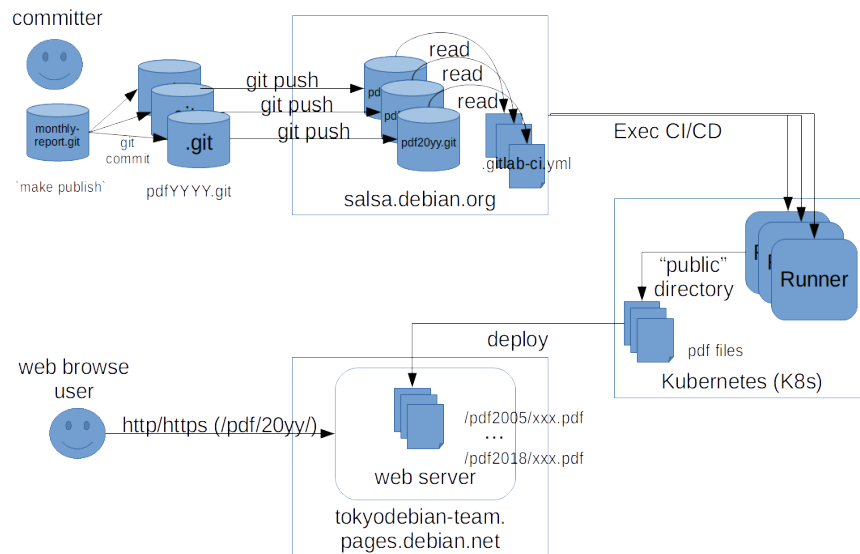 committer
monthly-
report.git
`make publish`
git
commit
.git
pdfYYYY.git
git push
git push
git push
read
read
read
pdf20yy.git
.gitlab-ci.yml
salsa.debian.org
Exec CI/CD
Runner
“public”
directory
pdf files
Kubernetes (K8s)
deploy
web browse
user
http/https (/pdf/20yy/)
/pdf2005/xxx.pdf
...
/pdf2018/xxx.pdf
web server
tokyodebian-team.
pages.debian.net